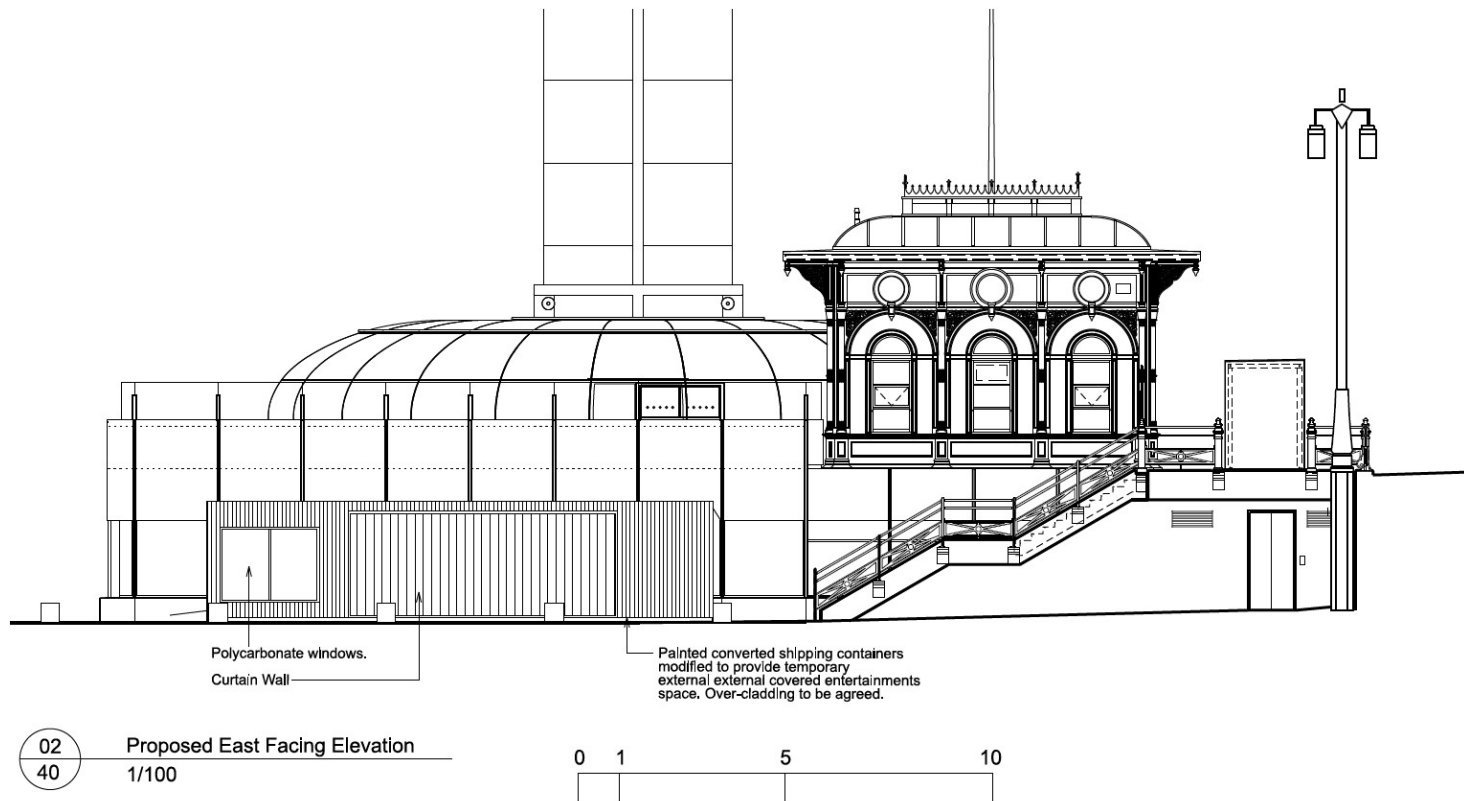 Polycarbonate windows.
Curtain Wall
Painted converted shipping containers
modified to provide temporary
external external covered entertainments
space. Over-cladding to be agreed.
02
40
Proposed East Facing Elevation
1/100
0 1 5 10